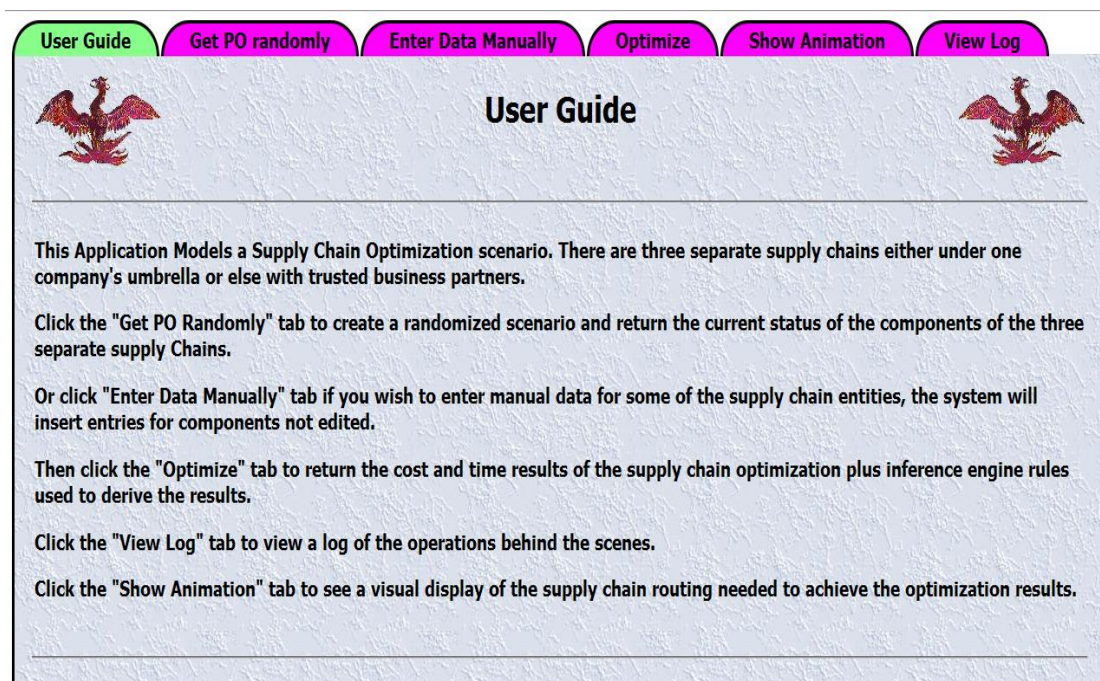 User Guide
Get PO randomly
Enter Data Manually
Optimize
Show Animation
View Log
User Guide
This Application Models a Supply Chain Optimization scenario. There are three separate supply chains either under one
company's umbrella or else with trusted business partners.
Click the "Get PO Randomly" tab to create a randomized scenario and return the current status of the components of the three
separate supply Chains.
Or click "Enter Data Manually" tab if you wish to enter manual data for some of the supply chain entities, the system will
insert entries for components not edited.
Then click the "Optimize" tab to return the cost and time results of the supply chain optimization plus inference engine rules
used to derive the results.
Click the "View Log" tab to view a log of the operations behind the scenes.
Click the "Show Animation" tab to see a visual display of the supply chain routing needed to achieve the optimization results.